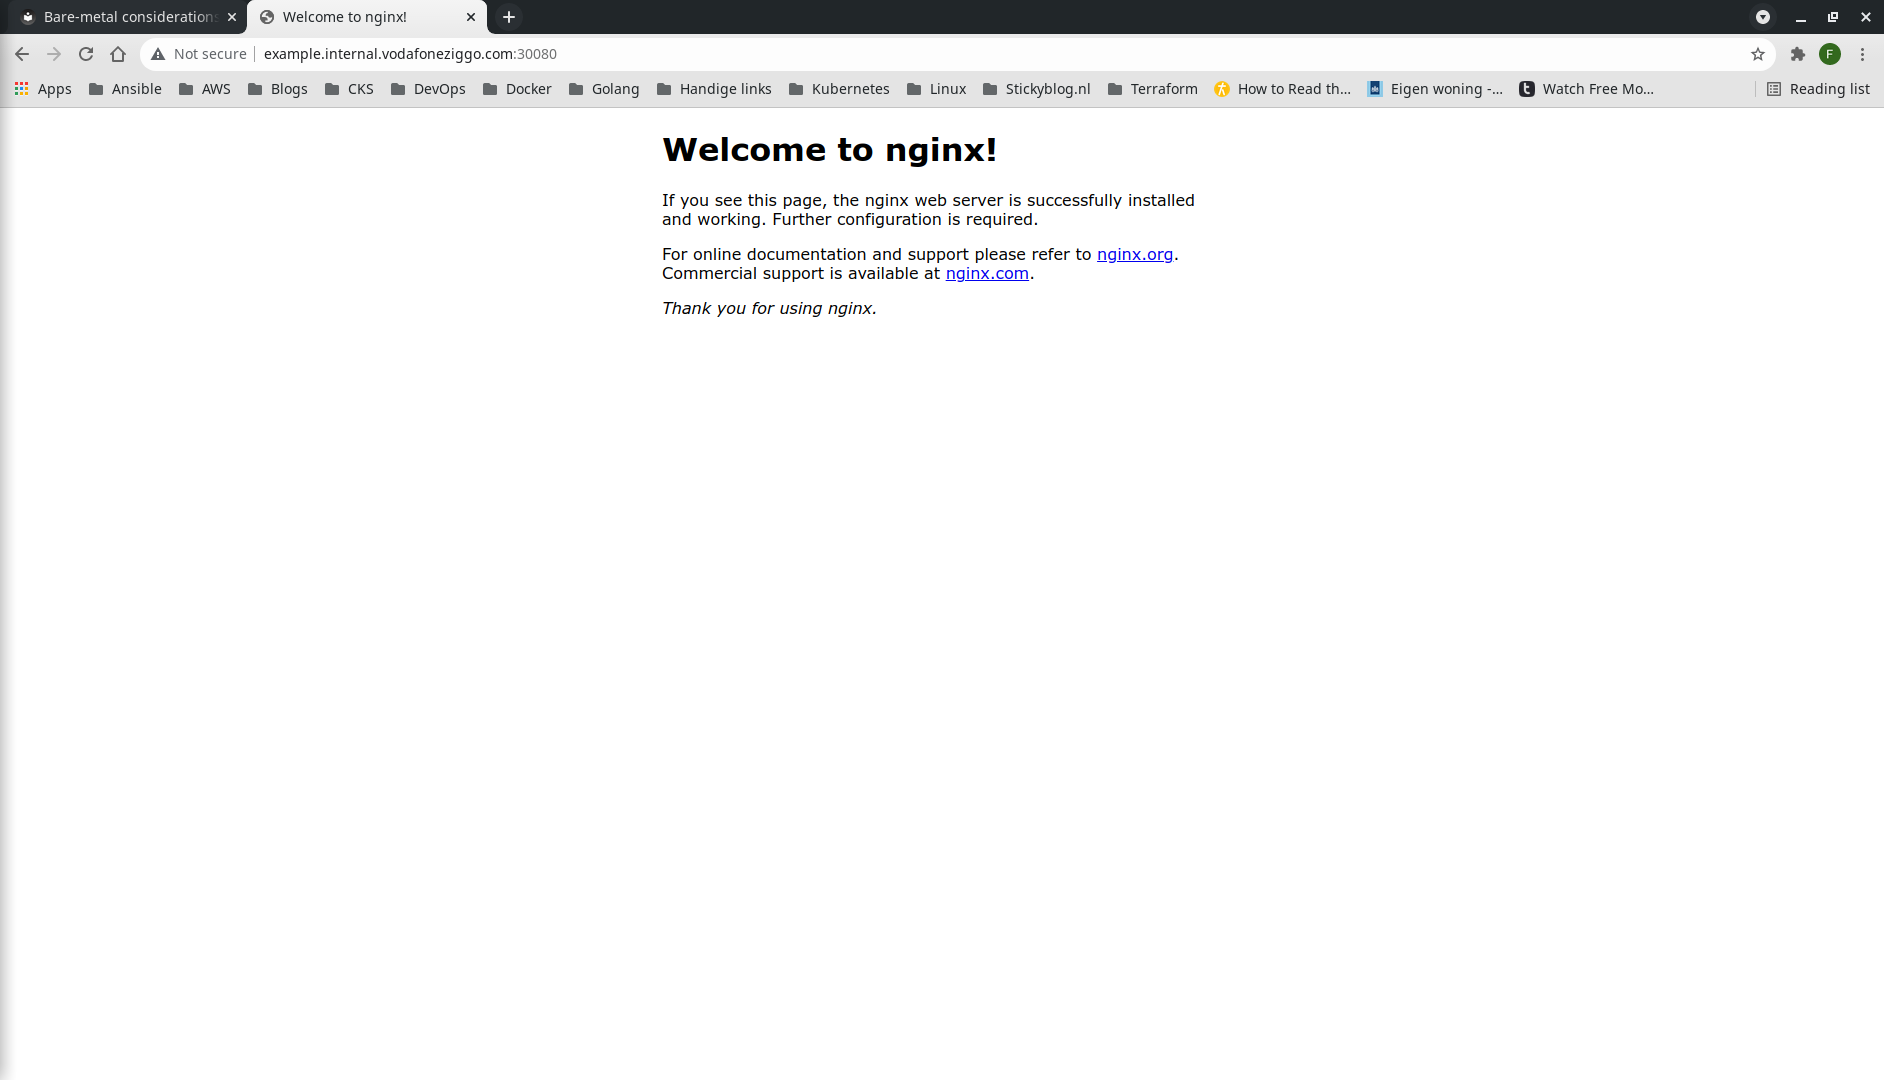 Bare-metal considerations
Welcome to nginx!
Not secure
example.internal.vodafoneziggo.com:30080
F
Apps Ansible AWS Blogs CKS DevOps Docker Golang Handige links Kubernetes Linux Stickyblog.nl Terraform How to Read th... Eigen woning -... Watch Free Mo... Reading list
Welcome to nginx!
If you see this page, the nginx web server is successfully installed
and working. Further configuration is required.
For online documentation and support please refer to nginx.org.
Commercial support is available at nginx.com.
Thank you for using nginx.